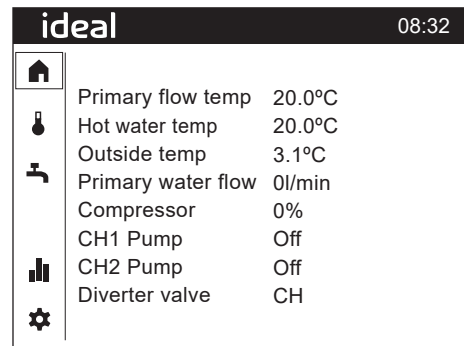 ideal 08:32
Primary flow temp 20.0ºC
Hot water temp 20.0ºC
Outside temp 3.1ºC
Primary water flow 0l/min
Compressor 0%
CH1 Pump Off
CH2 Pump Off
Diverter valve CH